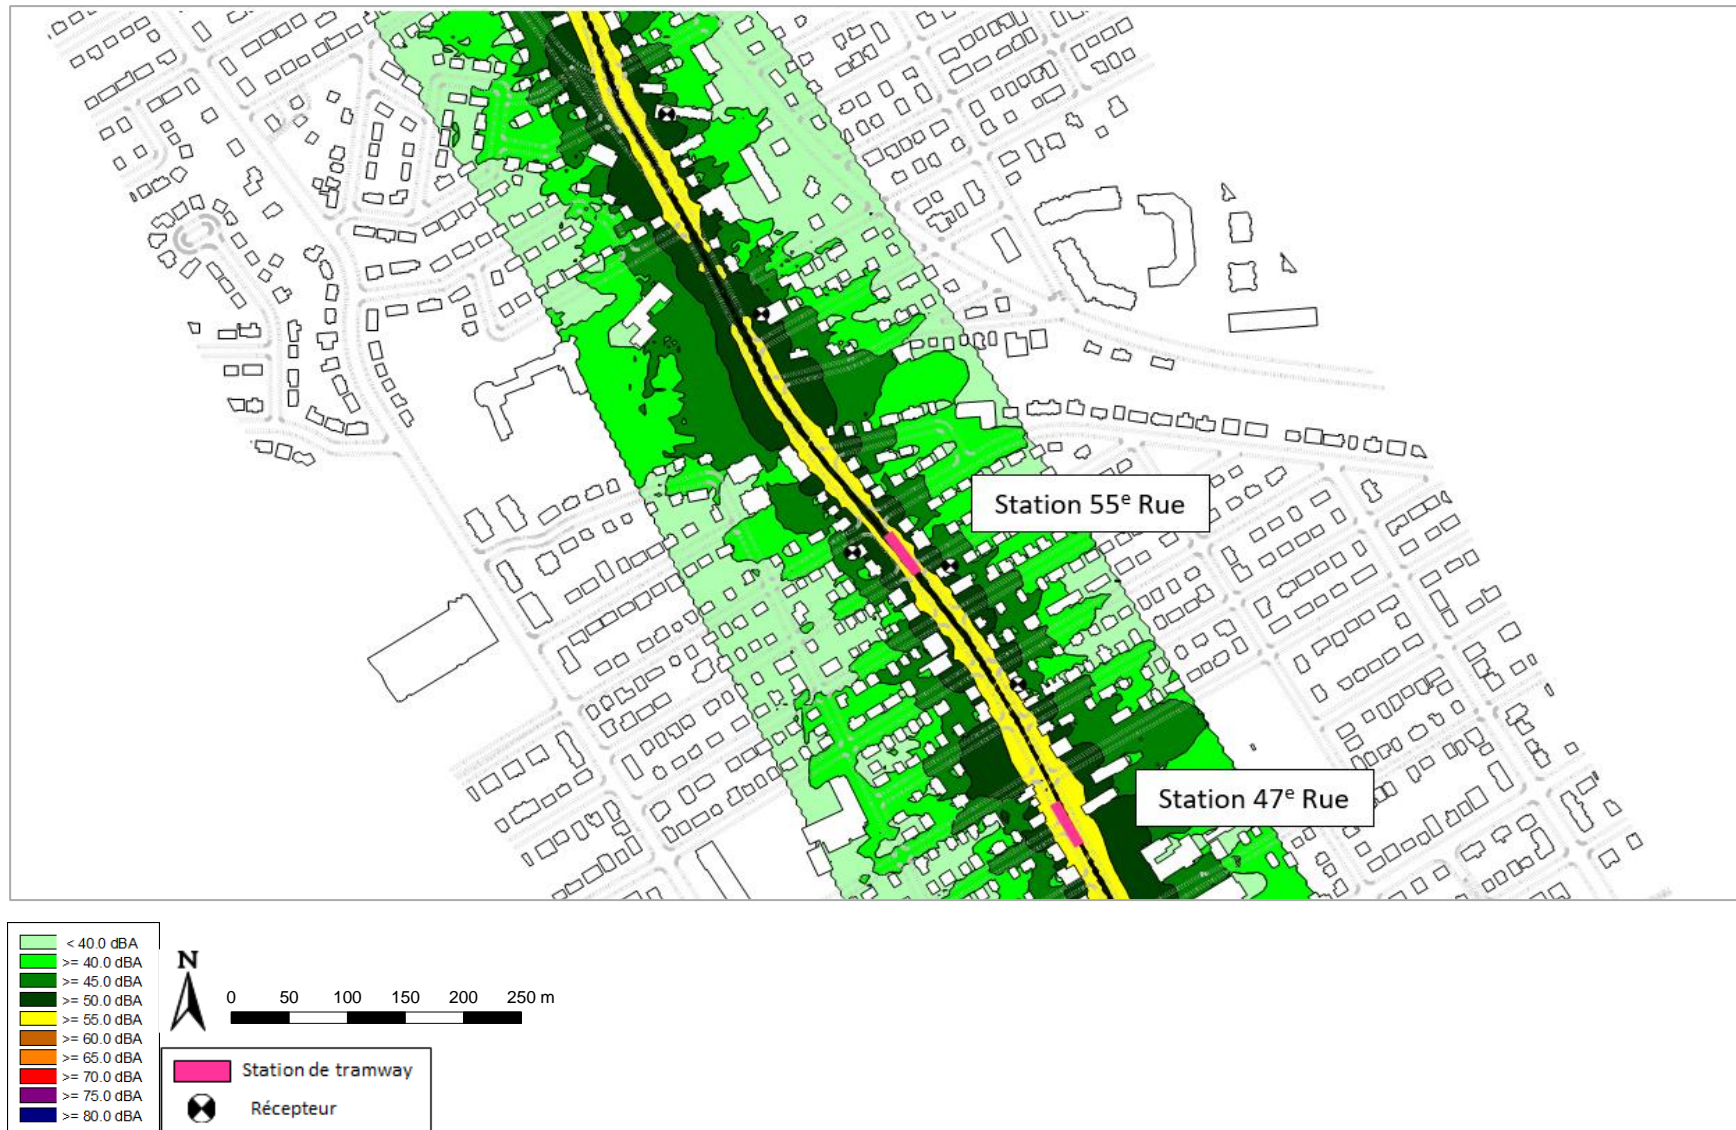 Station 55e Rue
Station 47e Rue
< 40.0 dBA
>= 40.0 dBA
>= 45.0 dBA
>= 50.0 dBA
>= 55.0 dBA
>= 60.0 dBA
>= 65.0 dBA
>= 70.0 dBA
>= 75.0 dBA
>= 80.0 dBA
N
0 50 100 150 200 250 m
Station de tramway
Récepteur